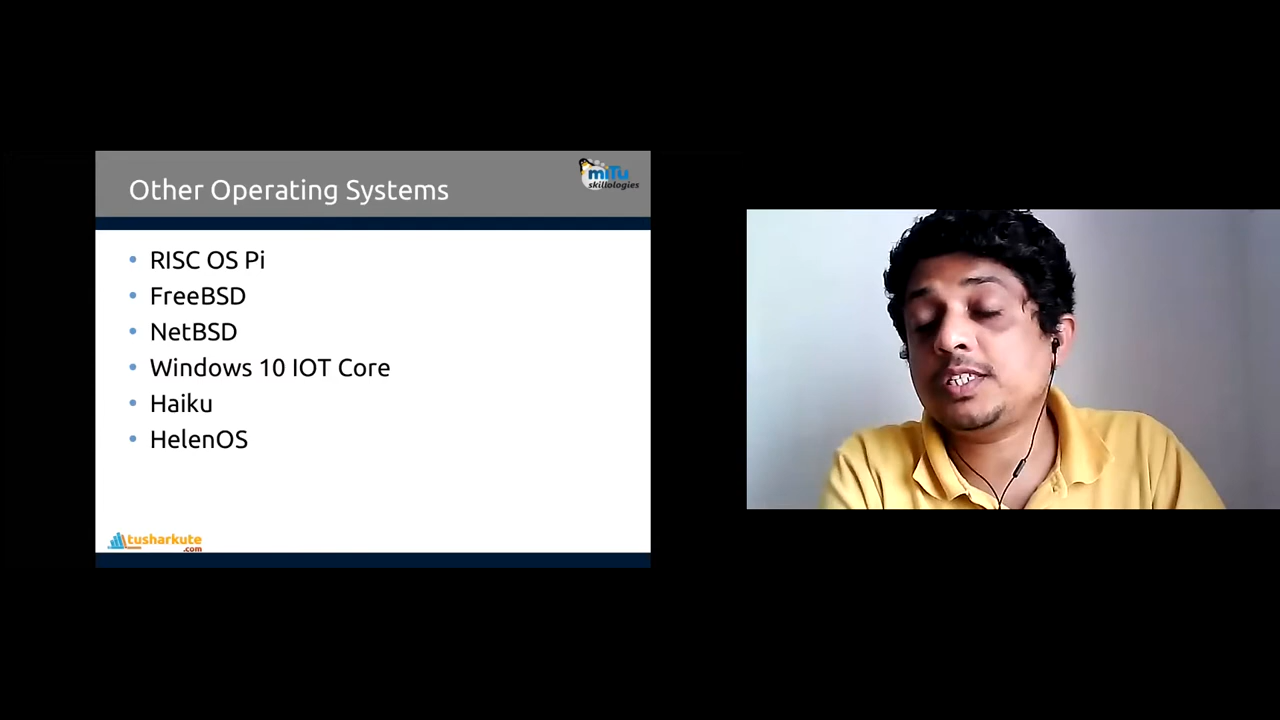 Other Operating Systems
miTu
skillologies
RISC OS Pi
FreeBSD
NetBSD
Windows 10 IOT Core
Haiku
HelenOS
tusharkute
.com